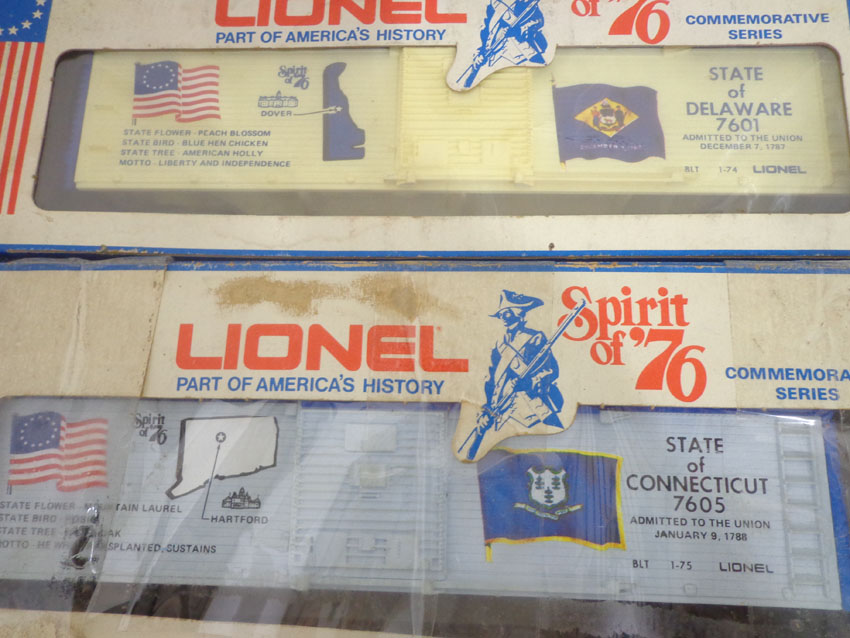 LIONEL
of '76
PART OF AMERICA'S HISTORY
COMMEMORATIVE
SERIES
Spirit
of '76
DOVER
STATE FLOWER - PEACH BLOSSOM
STATE BIRD - BLUE HEN CHICKEN
STATE TREE - AMERICAN HOLLY
MOTTO - LIBERTY AND INDEPENDENCE
STATE
of
DELAWARE
7601
ADMITTED TO THE UNION
DECEMBER 7, 1787
BLT 1-74 LIONEL
LIONEL
PART OF AMERICA'S HISTORY
Spirit
of '76
COMMEMORA
SERIES
Spirit
of '76
STATE FLOWER - TAIN LAUREL
STATE BIRD -
STATE TREE - OAK
MOTTO - HE SPLANTED, SUSTAINS
HARTFORD
STATE
of
CONNECTICUT
7605
ADMITTED TO THE UNION
JANUARY 9, 1788
BLT 1-75 LIONEL